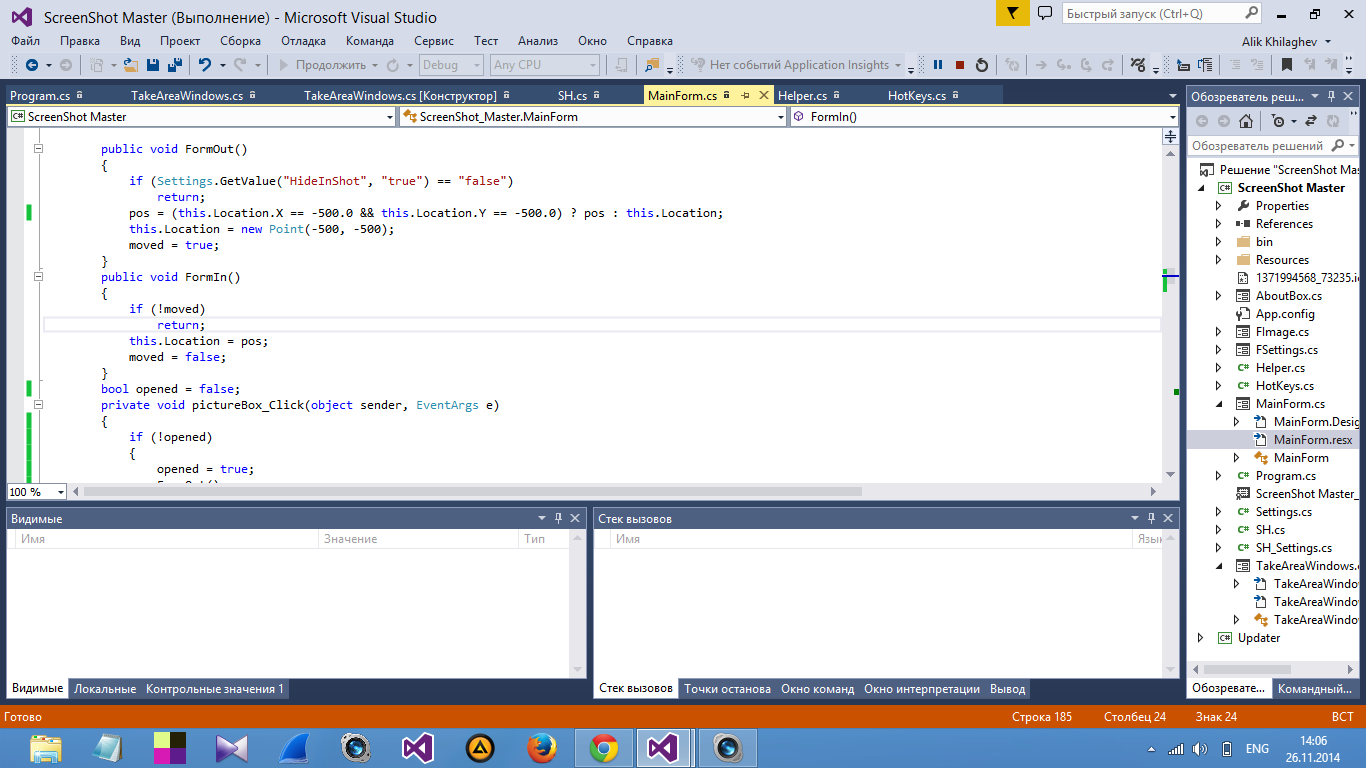 ScreenShot Master (Выполнение) - Microsoft Visual Studio
Быстрый запуск (Ctrl+Q)
Файл Правка Вид Проект Сборка Отладка Команда Сервис Тест Анализ Окно Справка
Alik Khilaghev
Продолжить Debug Any CPU Нет событий Application Insights
Program.cs TakeAreaWindows.cs TakeAreaWindows.cs [Конструктор] SH.cs MainForm.cs Helper.cs HotKeys.cs
ScreenShot Master ScreenShot_Master.MainForm FormIn()
public void FormOut()
{
if (Settings.GetValue("HideInShot", "true") == "false")
return;
pos = (this.Location.X == -500.0 && this.Location.Y == -500.0) ? pos : this.Location;
this.Location = new Point(-500, -500);
moved = true;
}
public void FormIn()
{
if (!moved)
return;
this.Location = pos;
moved = false;
}
bool opened = false;
private void pictureBox_Click(object sender, EventArgs e)
{
if (!opened)
{
opened = true;
100 %
Обозреватель реш...
Обозреватель решений
Решение "ScreenShot Mas
ScreenShot Master
Properties
References
bin
Resources
1371994568_73235.ic
AboutBox.cs
App.config
FImage.cs
FSettings.cs
Helper.cs
HotKeys.cs
MainForm.cs
MainForm.Desig
MainForm.resx
MainForm
Program.cs
ScreenShot Master_
Settings.cs
SH.cs
SH_Settings.cs
TakeAreaWindows.c
TakeAreaWindo
TakeAreaWindo
TakeAreaWindo
Updater
Обозревате... Командный...
Видимые
Имя Значение Тип
Видимые Локальные Контрольные значения 1
Стек вызовов
Имя Язык
Стек вызовов Точки останова Окно команд Окно интерпретации Вывод
Готово Строка 185 Столбец 24 Знак 24 ВСТ
ENG
14:06
26.11.2014